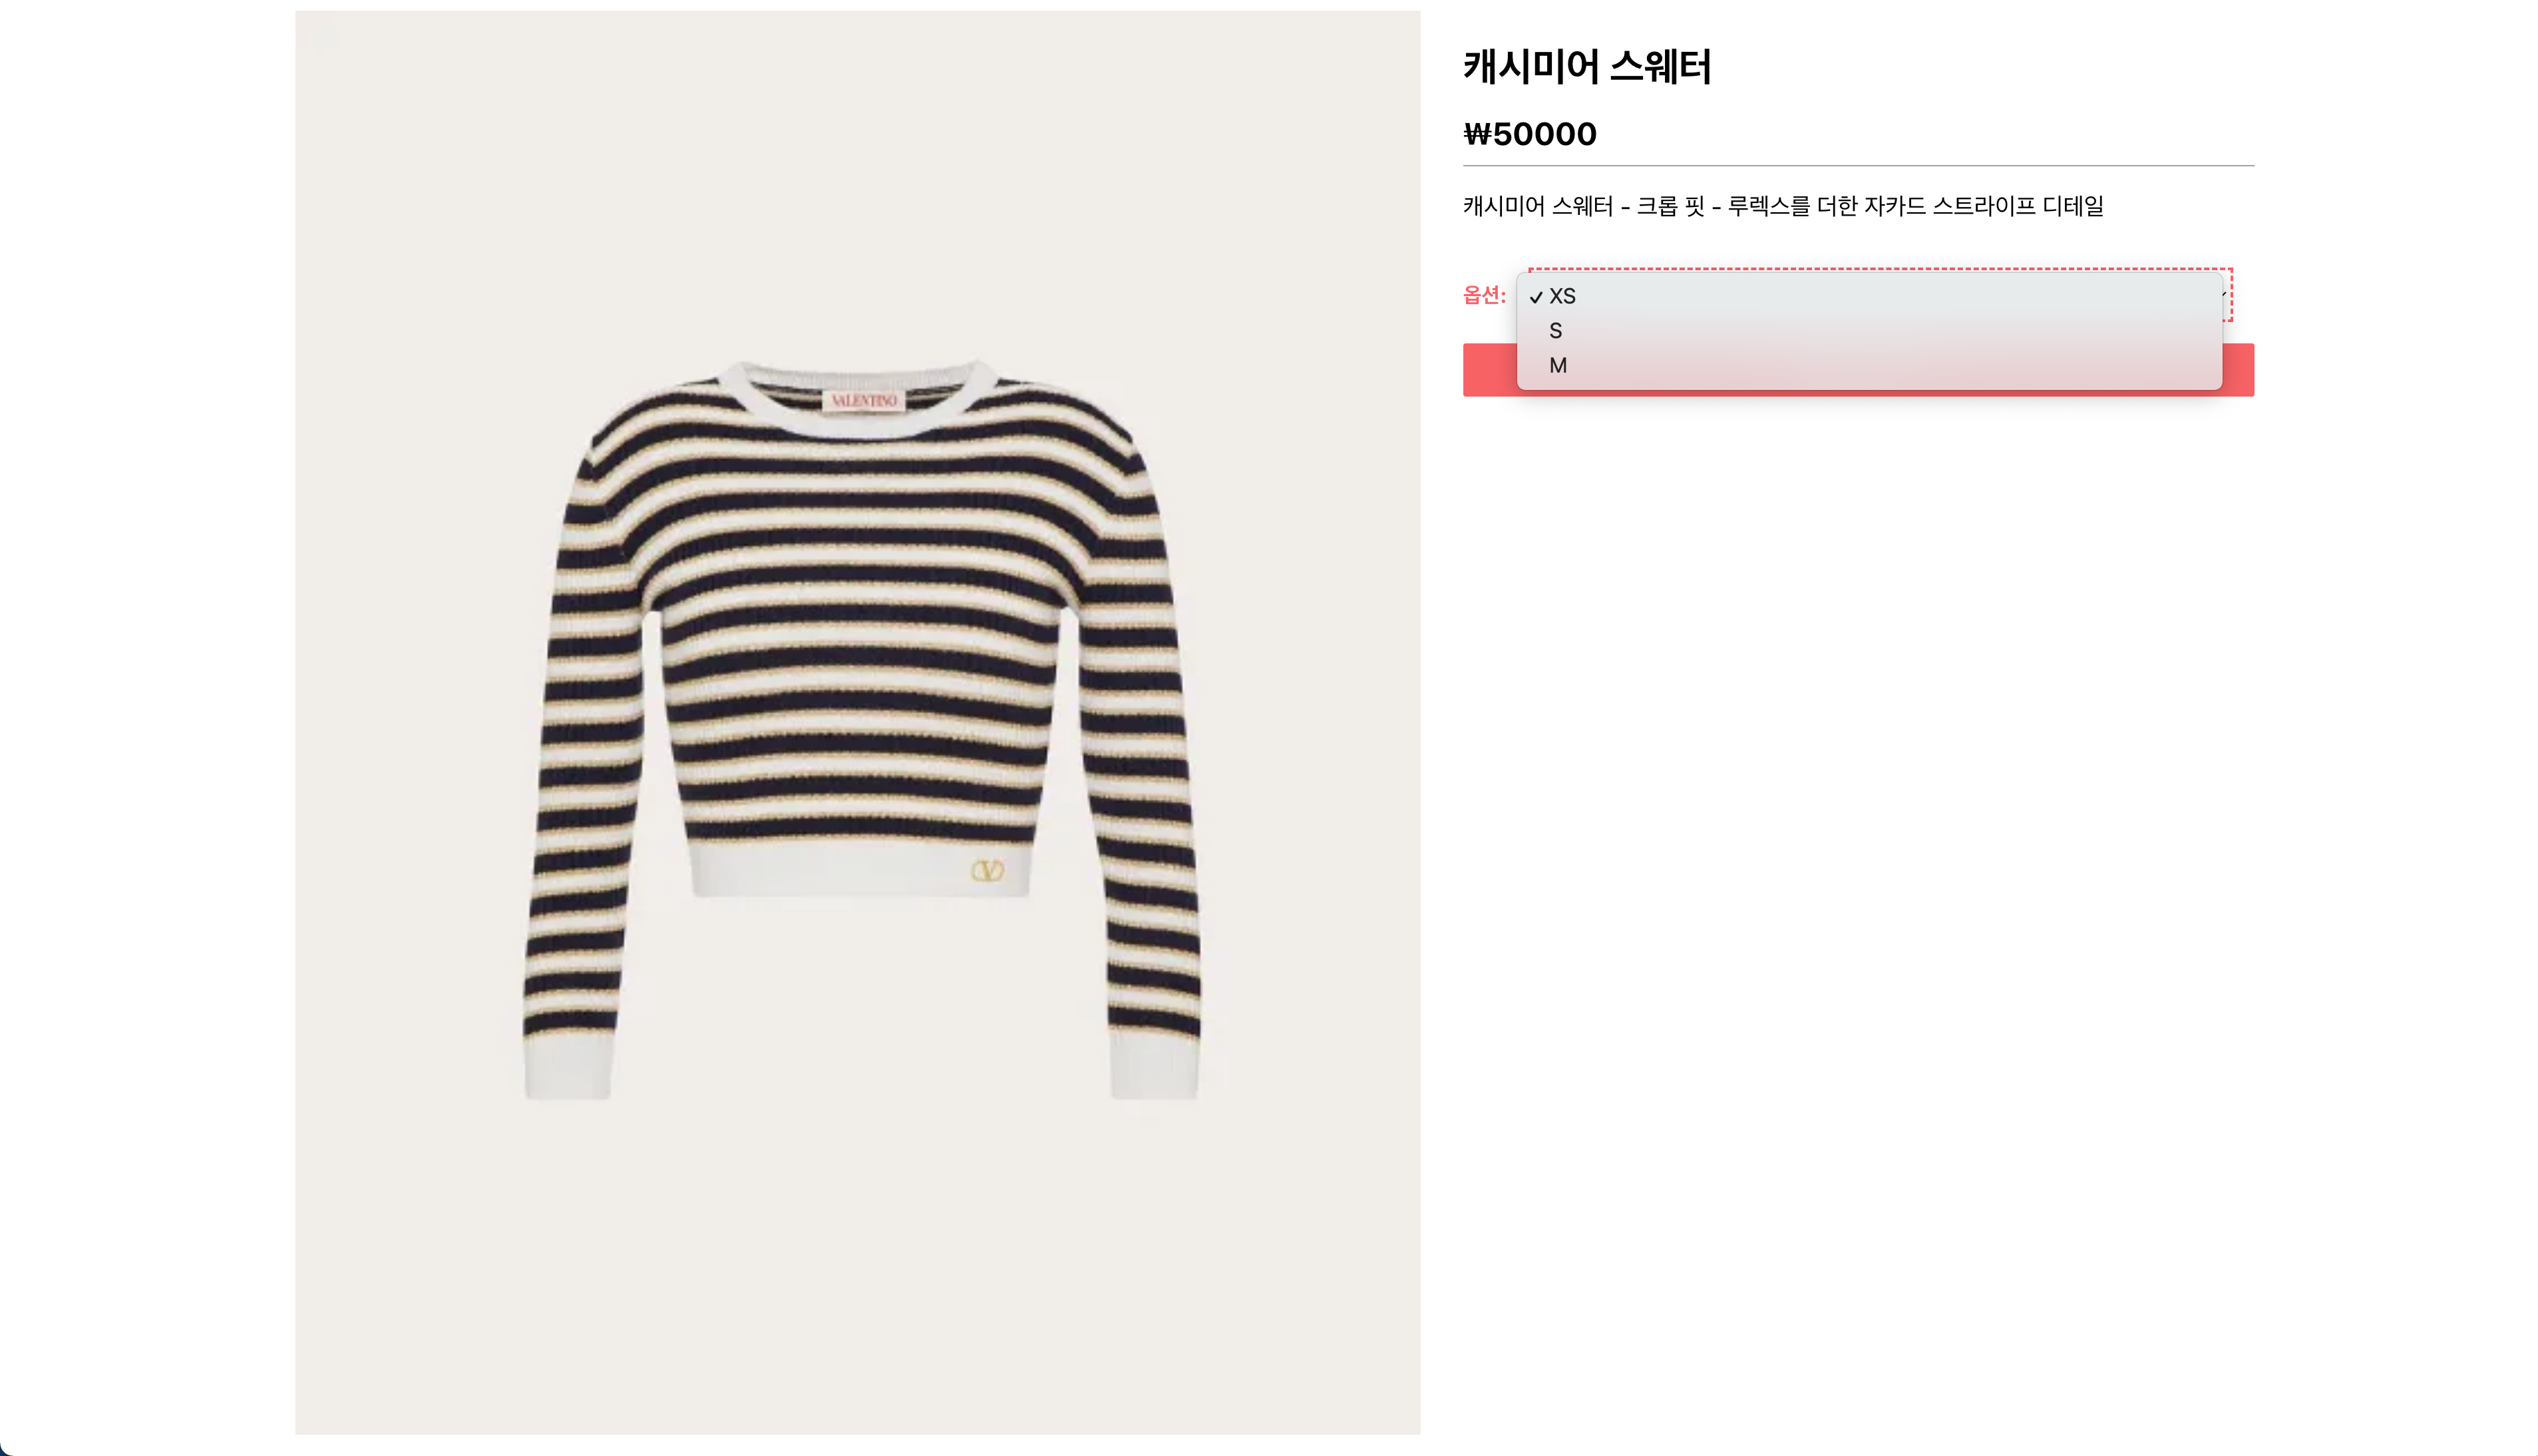 캐시미어 스웨터
₩50000
캐시미어 스웨터 - 크롭 핏 - 루렉스를 더한 자카드 스트라이프 디테일
옵션:
✓ XS
S
M
VALENTINO
V